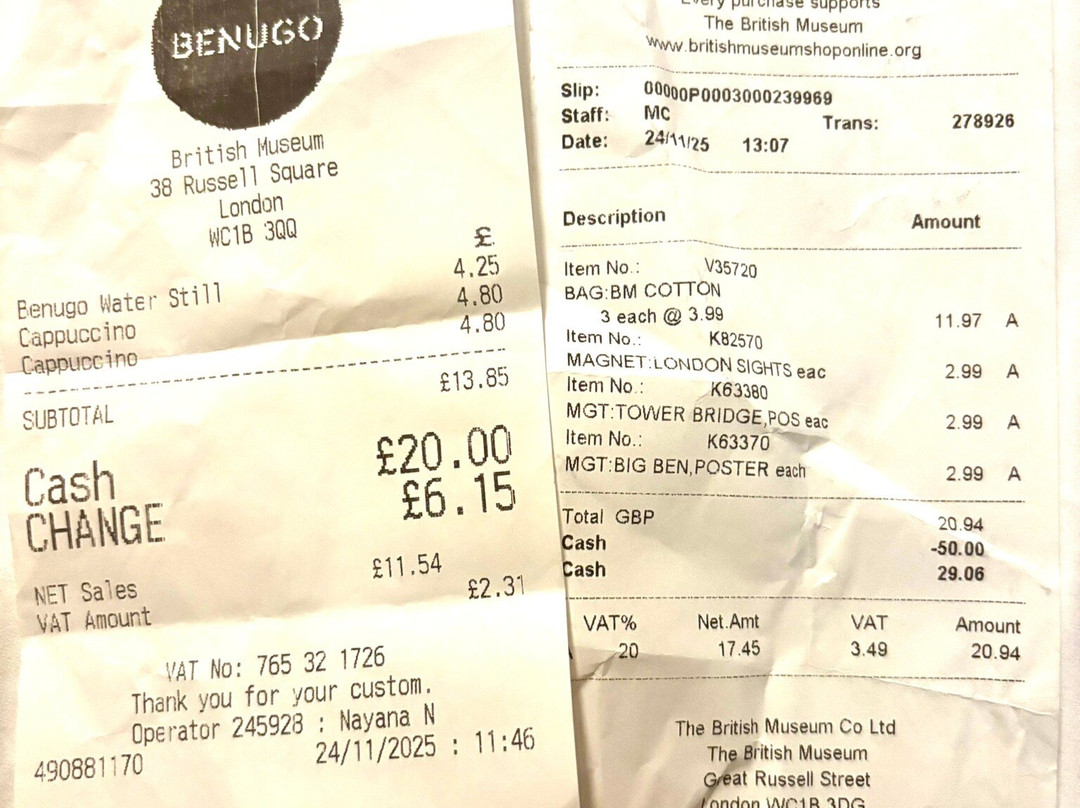 BENUGO
British Museum
38 Russell Square
London
WC1B 3QQ
£
Benugo Water Still 4.25
Cappuccino 4.80
Cappuccino 4.80
SUBTOTAL £13.85
Cash £20.00
CHANGE £6.15
NET Sales £11.54
VAT Amount £2.31
VAT No: 765 32 1726
Thank you for your custom.
Operator 245928 : Nayana N
490881170 24/11/2025 : 11:46
Every purchase supports
The British Museum
www.britishmuseumshoponline.org
Slip: 00000P0003000239969
Staff: MC Trans: 278926
Date: 24/11/25 13:07
Description Amount
Item No.: V35720
BAG:BM COTTON
3 each @ 3.99 11.97 A
Item No.: K82570
MAGNET:LONDON SIGHTS eac 2.99 A
Item No.: K63380
MGT:TOWER BRIDGE,POS eac 2.99 A
Item No.: K63370
MGT:BIG BEN,POSTER each 2.99 A
Total GBP 20.94
Cash -50.00
Cash 29.06
VAT% Net.Amt VAT Amount
20 17.45 3.49 20.94
The British Museum Co Ltd
The British Museum
Great Russell Street
London WC1B 3DG